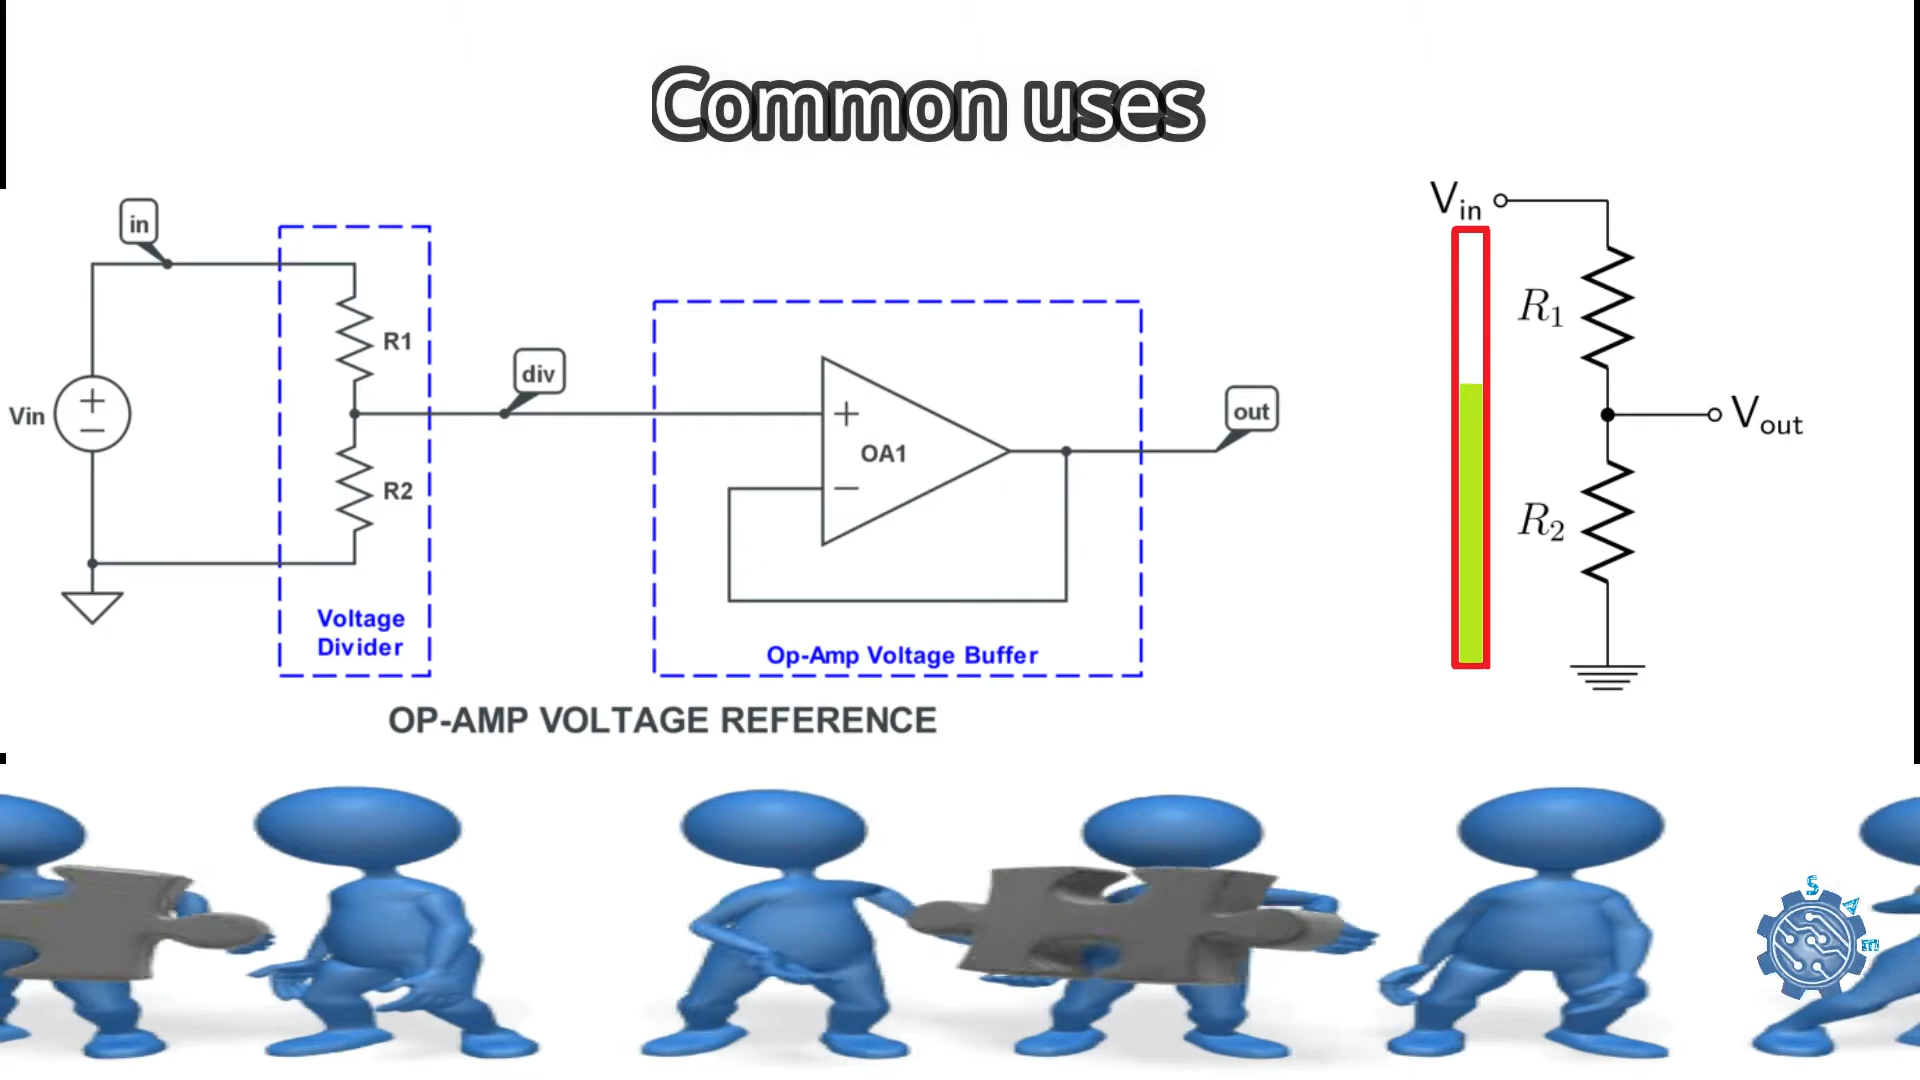 Common uses
in
Vin
R1
R2
Voltage
Divider
div
+
OA1
−
out
Op-Amp Voltage Buffer
OP-AMP VOLTAGE REFERENCE
Vin
R1
Vout
R2
S
A
m